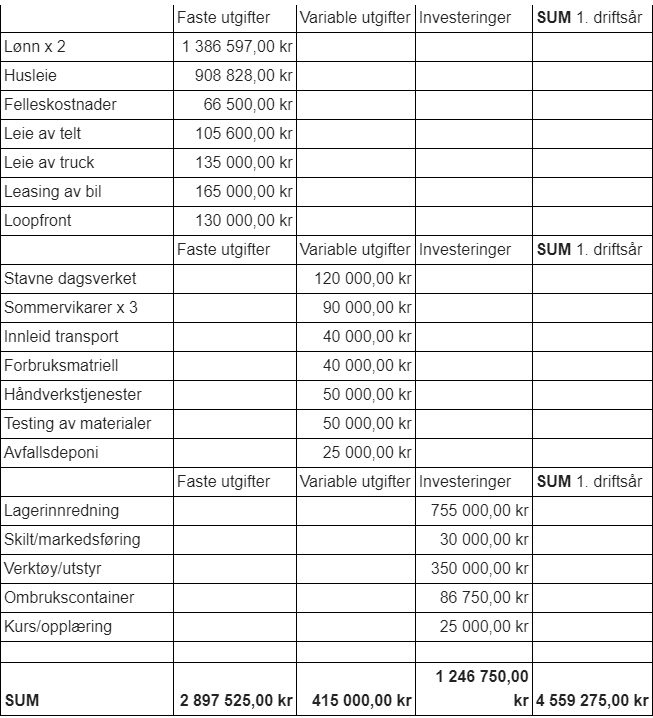 Faste utgifter Variable utgifter Investeringer SUM 1. driftsår
Lønn x 2 1 386 597,00 kr
Husleie 908 828,00 kr
Felleskostnader 66 500,00 kr
Leie av telt 105 600,00 kr
Leie av truck 135 000,00 kr
Leasing av bil 165 000,00 kr
Loopfront 130 000,00 kr
Faste utgifter Variable utgifter Investeringer SUM 1. driftsår
Stavne dagsverket 120 000,00 kr
Sommervikarer x 3 90 000,00 kr
Innleid transport 40 000,00 kr
Forbruksmatriell 40 000,00 kr
Håndverkstjenester 50 000,00 kr
Testing av materialer 50 000,00 kr
Avfallsdeponi 25 000,00 kr
Faste utgifter Variable utgifter Investeringer SUM 1. driftsår
Lagerinnredning 755 000,00 kr
Skilt/markedsføring 30 000,00 kr
Verktøy/utstyr 350 000,00 kr
Ombrukscontainer 86 750,00 kr
Kurs/opplæring 25 000,00 kr
1 246 750,00
SUM 2 897 525,00 kr 415 000,00 kr kr 4 559 275,00 kr